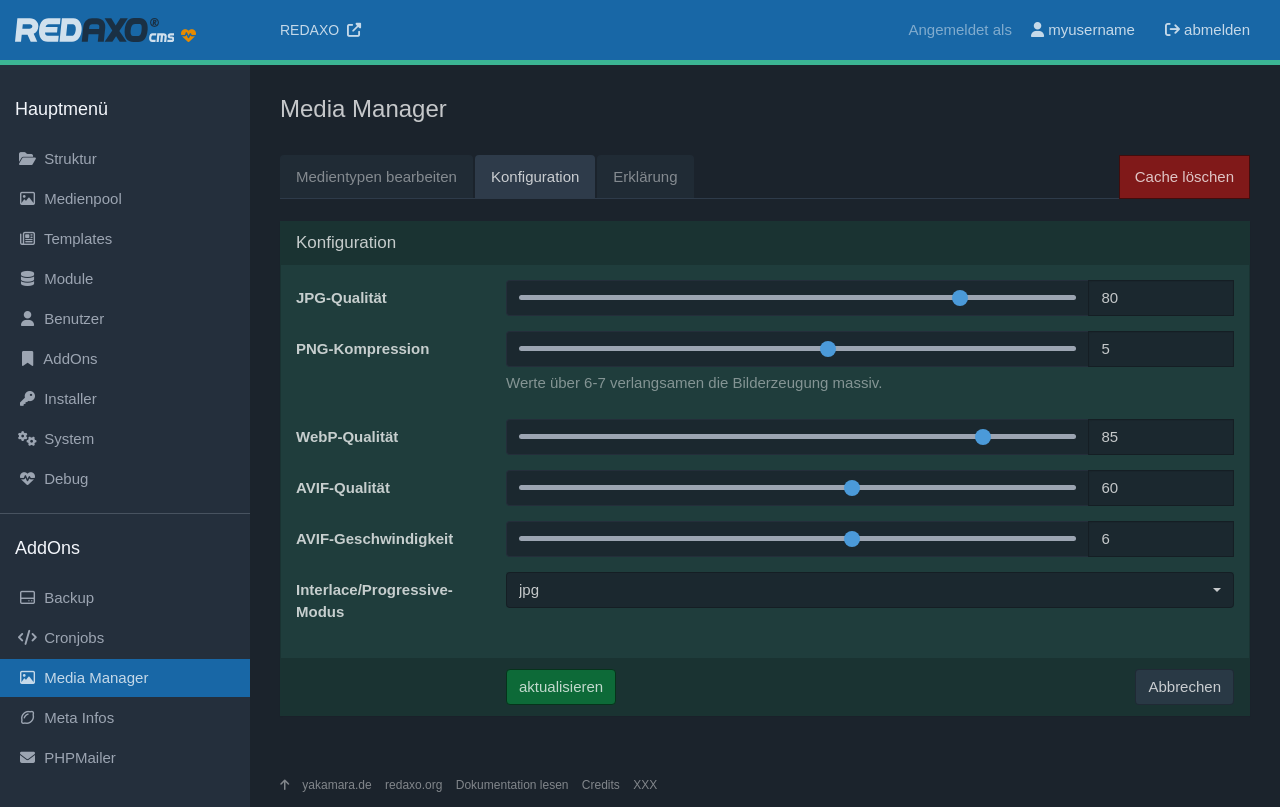 REDAXO® cms
REDAXO
Angemeldet als myusername abmelden
Hauptmenü
Struktur
Medienpool
Templates
Module
Benutzer
AddOns
Installer
System
Debug
AddOns
Backup
Cronjobs
Media Manager
Meta Infos
PHPMailer
Media Manager
Medientypen bearbeiten Konfiguration Erklärung Cache löschen
Konfiguration
JPG-Qualität 80
PNG-Kompression 5
Werte über 6-7 verlangsamen die Bilderzeugung massiv.
WebP-Qualität 85
AVIF-Qualität 60
AVIF-Geschwindigkeit 6
Interlace/Progressive- jpg
Modus
aktualisieren Abbrechen
yakamara.de redaxo.org Dokumentation lesen Credits XXX